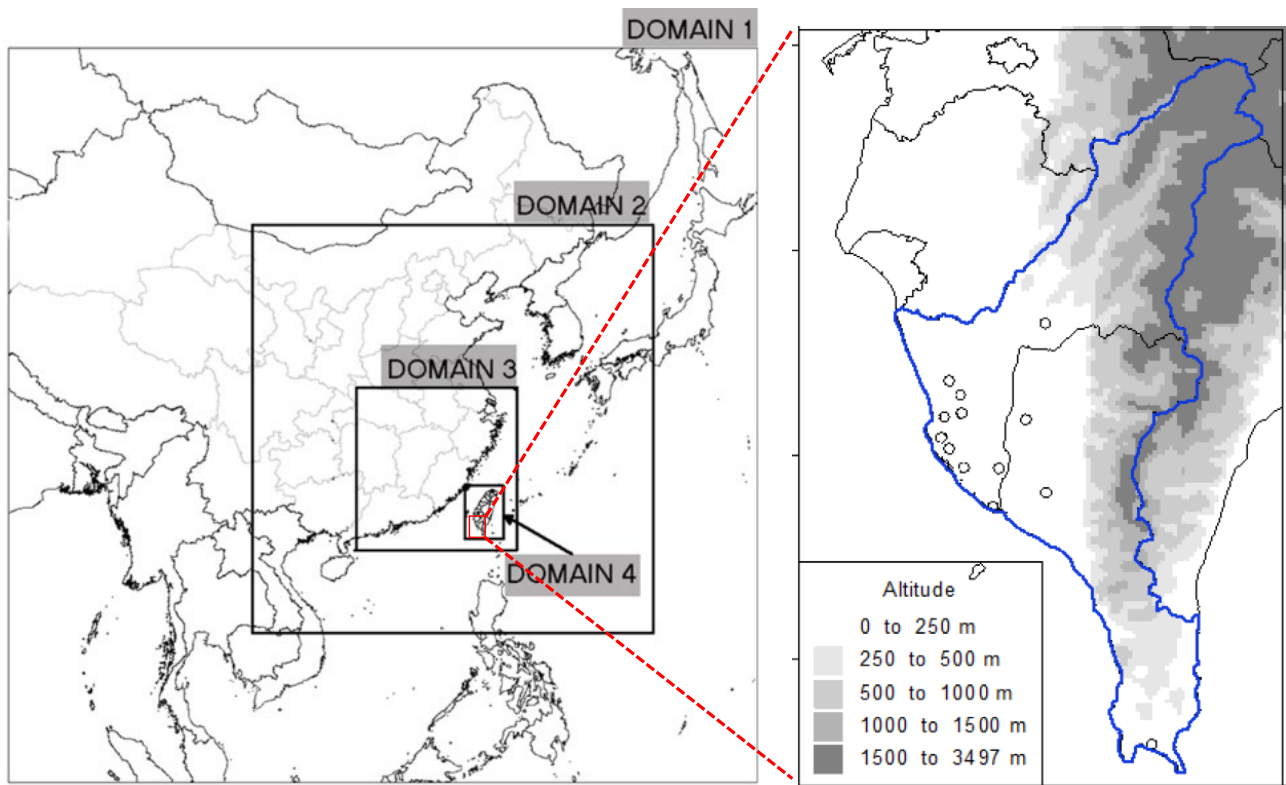 DOMAIN 1
DOMAIN 2
DOMAIN 3
DOMAIN 4
Altitude
0 to 250 m
250 to 500 m
500 to 1000 m
1000 to 1500 m
1500 to 3497 m